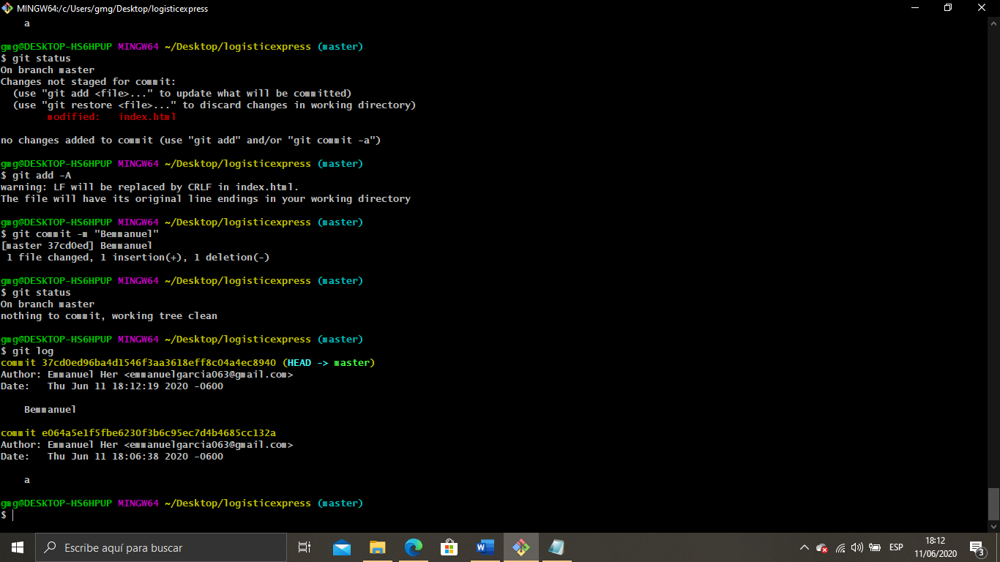 MINGW64:/c/Users/gmg/Desktop/logisticexpress
    a
gmg@DESKTOP-HS6HPUP MINGW64 ~/Desktop/logisticexpress (master)
$ git status
On branch master
Changes not staged for commit:
  (use "git add <file>..." to update what will be committed)
  (use "git restore <file>..." to discard changes in working directory)
        modified:   index.html
no changes added to commit (use "git add" and/or "git commit -a")
gmg@DESKTOP-HS6HPUP MINGW64 ~/Desktop/logisticexpress (master)
$ git add -A
warning: LF will be replaced by CRLF in index.html.
The file will have its original line endings in your working directory
gmg@DESKTOP-HS6HPUP MINGW64 ~/Desktop/logisticexpress (master)
$ git commit -m "Bemmanuel"
[master 37cd0ed] Bemmanuel
 1 file changed, 1 insertion(+), 1 deletion(-)
gmg@DESKTOP-HS6HPUP MINGW64 ~/Desktop/logisticexpress (master)
$ git status
On branch master
nothing to commit, working tree clean
gmg@DESKTOP-HS6HPUP MINGW64 ~/Desktop/logisticexpress (master)
$ git log
commit 37cd0ed96ba4d1546f3aa3618eff8c04a4ec8940 (HEAD -> master)
Author: Emmanuel Her <emmanuelgarcia063@gmail.com>
Date:   Thu Jun 11 18:12:19 2020 -0600
    Bemmanuel
commit e064a5e1f5fbe6230f3b6c95ec7d4b4685cc132a
Author: Emmanuel Her <emmanuelgarcia063@gmail.com>
Date:   Thu Jun 11 18:06:38 2020 -0600
    a
gmg@DESKTOP-HS6HPUP MINGW64 ~/Desktop/logisticexpress (master)
$
Escribe aquí para buscar
W
ESP
18:12
11/06/2020
3